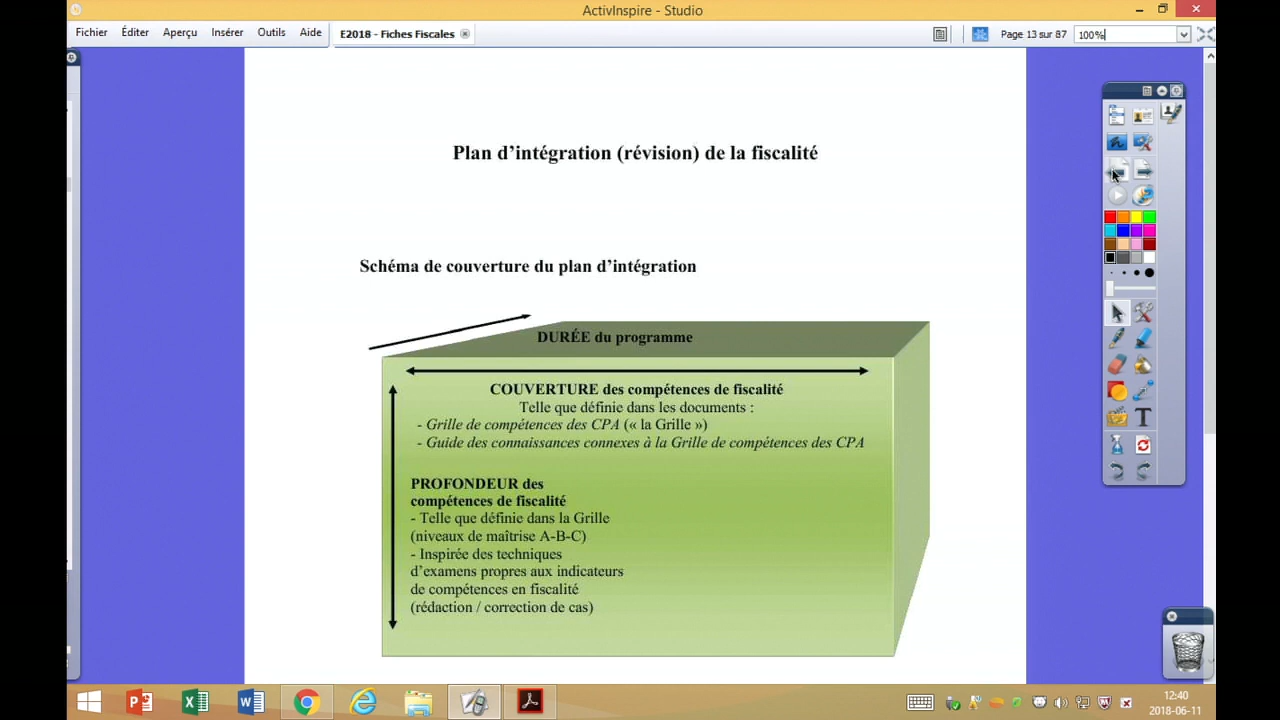 ActivInspire - Studio
Fichier Éditer Aperçu Insérer Outils Aide
E2018 - Fiches Fiscales
Page 13 sur 87
100%
Plan d’intégration (révision) de la fiscalité
Schéma de couverture du plan d’intégration
DURÉE du programme
COUVERTURE des compétences de fiscalité
Telle que définie dans les documents :
- Grille de compétences des CPA (« la Grille »)
- Guide des connaissances connexes à la Grille de compétences des CPA
PROFONDEUR des
compétences de fiscalité
- Telle que définie dans la Grille
(niveaux de maîtrise A-B-C)
- Inspirée des techniques
d’examens propres aux indicateurs
de compétences en fiscalité
(rédaction / correction de cas)
12:40
2018-06-11